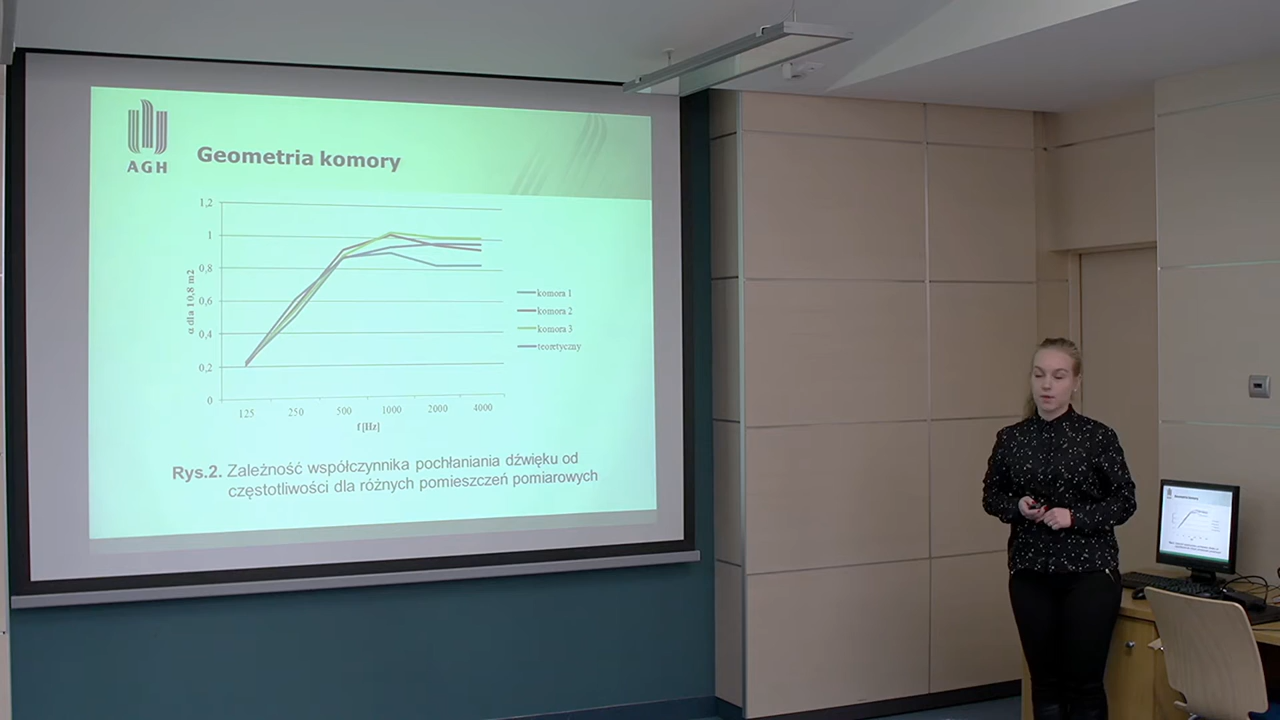 AGH
Geometria komory
1,2
1
0,8
0,6
0,4
0,2
0
α dla 10,8 m2
125 250 500 1000 2000 4000
f [Hz]
komora 1
komora 2
komora 3
teoretyczny
Rys.2. Zależność współczynnika pochłaniania dźwięku od
częstotliwości dla różnych pomieszczeń pomiarowych
Geometria komory